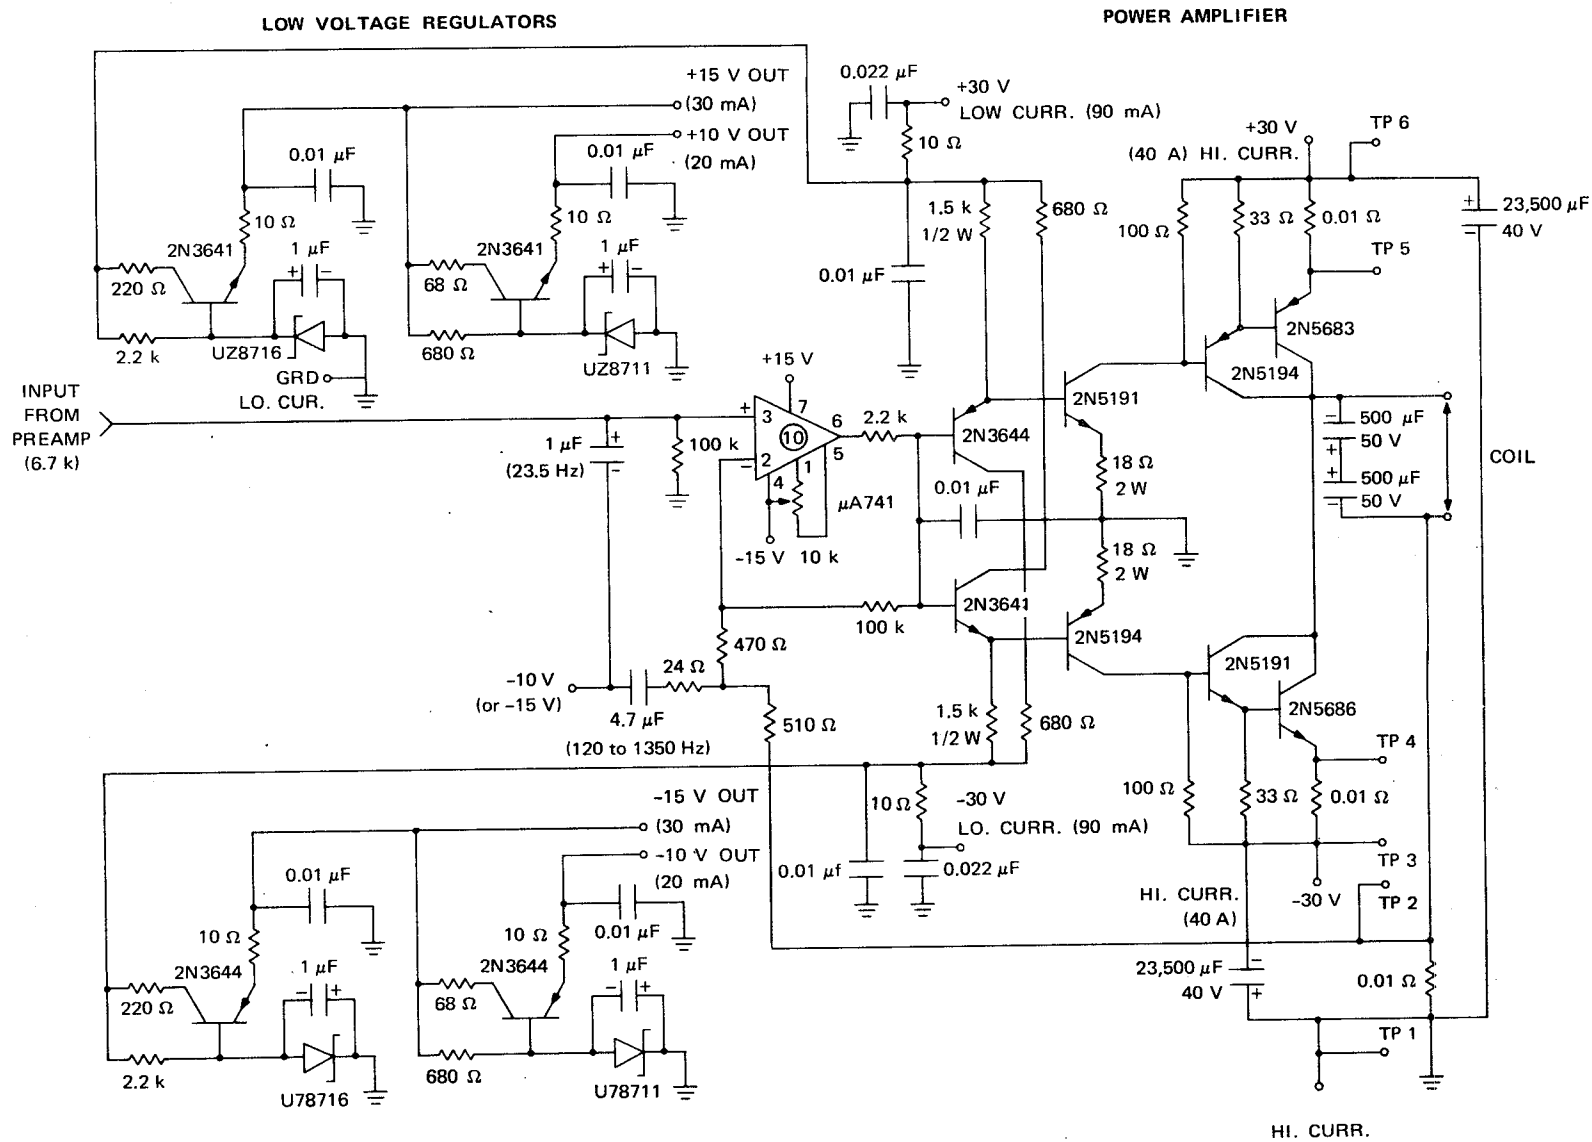 LOW VOLTAGE REGULATORS
POWER AMPLIFIER
+15 V OUT
(30 mA)
+10 V OUT
(20 mA)
0.01 µF
0.01 µF
10 Ω
10 Ω
2N3641
2N3641
1 µF
+ −
1 µF
+ −
220 Ω
68 Ω
2.2 k
UZ8716
680 Ω
UZ8711
GRD
LO. CUR.
0.022 µF
+30 V
LOW CURR. (90 mA)
10 Ω
1.5 k
1/2 W
680 Ω
0.01 µF
+30 V
(40 A) HI. CURR.
TP 6
100 Ω
33 Ω
0.01 Ω
TP 5
+
−
23,500 µF
40 V
2N5683
2N5194
INPUT
FROM
PREAMP
(6.7 k)
1 µF
(23.5 Hz)
+
−
100 k
+15 V
+
3
7
10
6
5
2
−
1
4
µA741
-15 V
10 k
2.2 k
2N3644
2N5191
18 Ω
2 W
0.01 µF
18 Ω
2 W
−
500 µF
50 V
+
+
500 µF
50 V
−
COIL
2N3641
100 k
2N5194
470 Ω
24 Ω
-10 V
(or -15 V)
4.7 µF
(120 to 1350 Hz)
510 Ω
1.5 k
1/2 W
680 Ω
2N5191
2N5686
TP 4
100 Ω
33 Ω
0.01 Ω
10 Ω
-30 V
LO. CURR. (90 mA)
0.01 µf
0.022 µF
TP 3
-30 V
TP 2
HI. CURR.
(40 A)
23,500 µF
40 V
−
+
0.01 Ω
TP 1
HI. CURR.
-15 V OUT
(30 mA)
-10 V OUT
(20 mA)
0.01 µF
0.01 µF
10 Ω
10 Ω
2N3644
2N3644
1 µF
− +
1 µF
− +
220 Ω
68 Ω
2.2 k
U78716
680 Ω
U78711